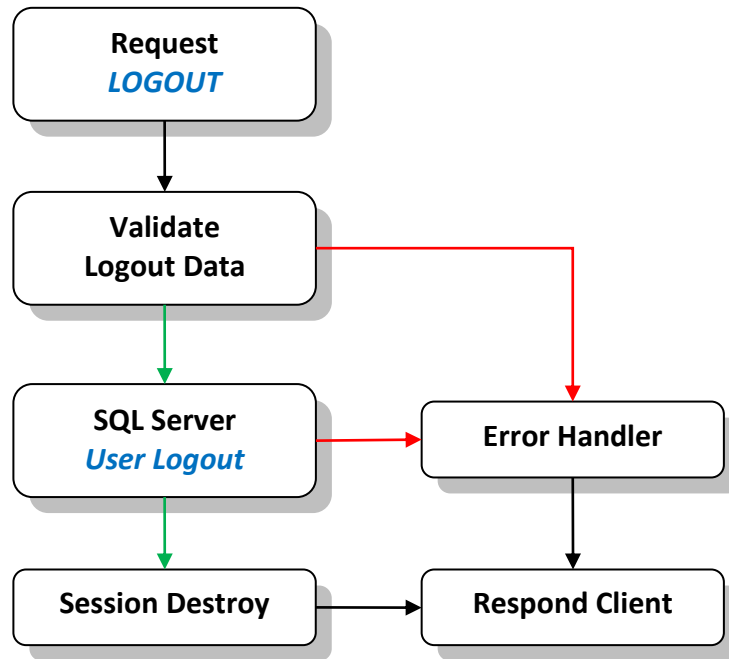 Request
LOGOUT
Validate
Logout Data
SQL Server
User Logout
Error Handler
Session Destroy
Respond Client